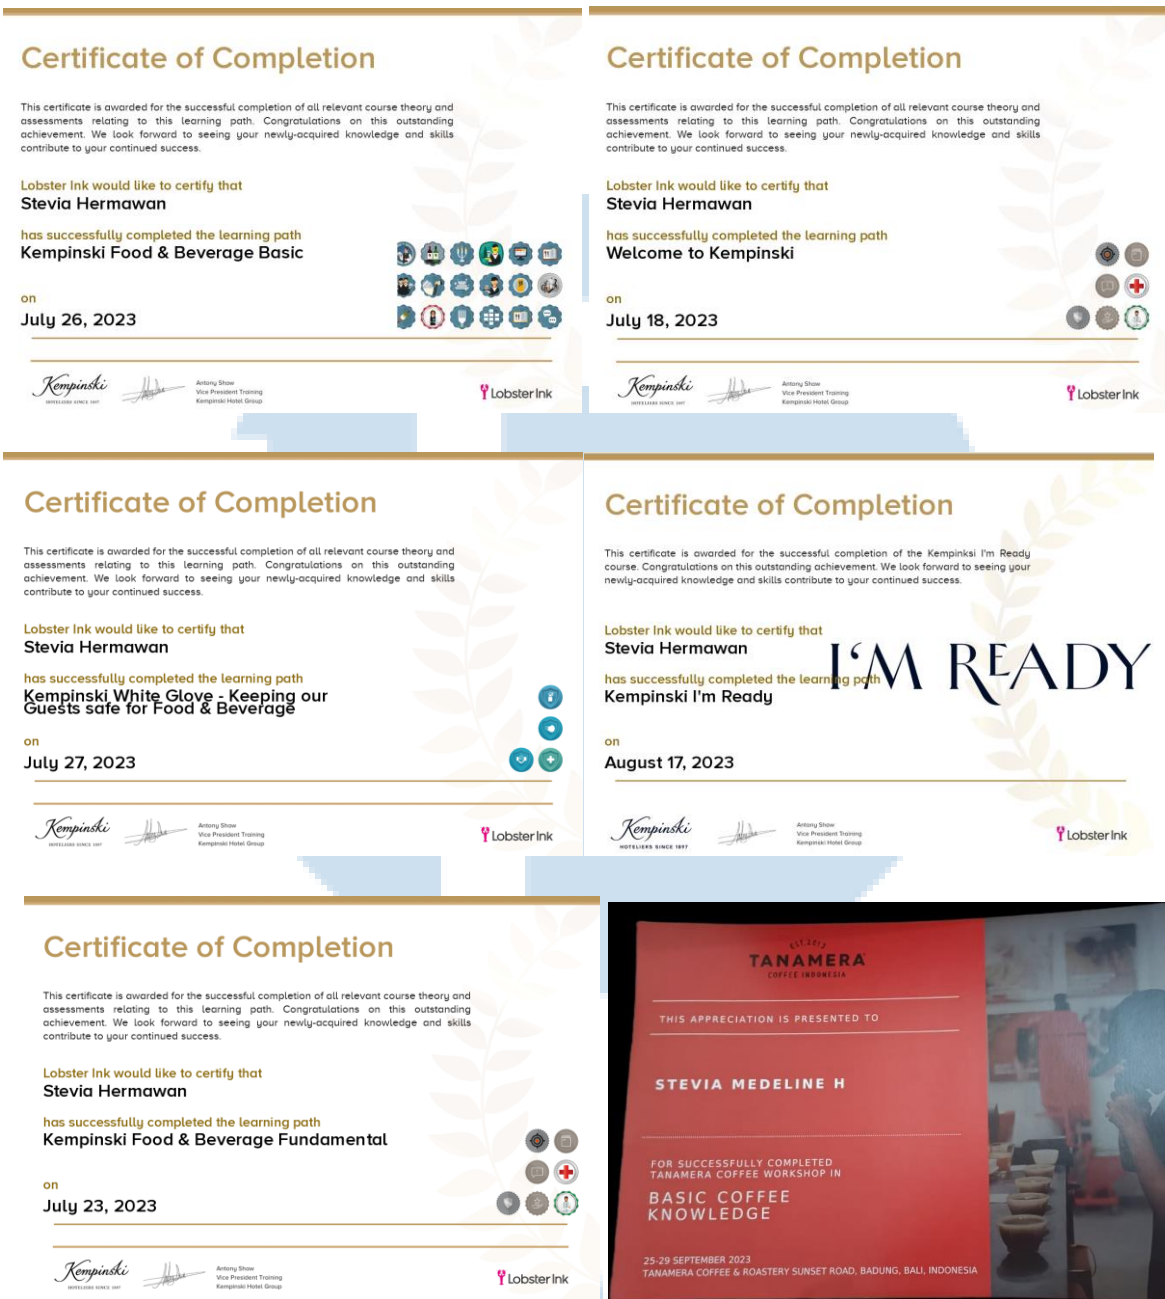 Certificate of Completion
This certificate is awarded for the successful completion of all relevant course theory and
assessments relating to this learning path. Congratulations on this outstanding
achievement. We look forward to seeing your newly-acquired knowledge and skills
contribute to your continued success.
Lobster Ink would like to certify that
Stevia Hermawan
has successfully completed the learning path
Kempinski Food & Beverage Basic
on
July 26, 2023
Kempinski
HOTELIERS SINCE 1897
Antony Shaw
Vice President Training
Kempinski Hotel Group
Lobster Ink
Certificate of Completion
This certificate is awarded for the successful completion of all relevant course theory and
assessments relating to this learning path. Congratulations on this outstanding
achievement. We look forward to seeing your newly-acquired knowledge and skills
contribute to your continued success.
Lobster Ink would like to certify that
Stevia Hermawan
has successfully completed the learning path
Welcome to Kempinski
on
July 18, 2023
Kempinski
HOTELIERS SINCE 1897
Antony Shaw
Vice President Training
Kempinski Hotel Group
Lobster Ink
Certificate of Completion
This certificate is awarded for the successful completion of all relevant course theory and
assessments relating to this learning path. Congratulations on this outstanding
achievement. We look forward to seeing your newly-acquired knowledge and skills
contribute to your continued success.
Lobster Ink would like to certify that
Stevia Hermawan
has successfully completed the learning path
Kempinski White Glove - Keeping our
Guests safe for Food & Beverage
on
July 27, 2023
Kempinski
HOTELIERS SINCE 1897
Antony Shaw
Vice President Training
Kempinski Hotel Group
Lobster Ink
Certificate of Completion
This certificate is awarded for the successful completion of the Kempinksi I'm Ready
course. Congratulations on this outstanding achievement. We look forward to seeing your
newly-acquired knowledge and skills contribute to your continued success.
Lobster Ink would like to certify that
Stevia Hermawan
I'M READY
has successfully completed the learning path
Kempinski I'm Ready
on
August 17, 2023
Kempinski
HOTELIERS SINCE 1897
Antony Shaw
Vice President Training
Kempinski Hotel Group
Lobster Ink
Certificate of Completion
This certificate is awarded for the successful completion of all relevant course theory and
assessments relating to this learning path. Congratulations on this outstanding
achievement. We look forward to seeing your newly-acquired knowledge and skills
contribute to your continued success.
Lobster Ink would like to certify that
Stevia Hermawan
has successfully completed the learning path
Kempinski Food & Beverage Fundamental
on
July 23, 2023
Kempinski
HOTELIERS SINCE 1897
Antony Shaw
Vice President Training
Kempinski Hotel Group
Lobster Ink
EST.2013
TANAMERA
COFFEE INDONESIA
THIS APPRECIATION IS PRESENTED TO
STEVIA MEDELINE H
FOR SUCCESSFULLY COMPLETED
TANAMERA COFFEE WORKSHOP IN
BASIC COFFEE
KNOWLEDGE
25-29 SEPTEMBER 2023
TANAMERA COFFEE & ROASTERY SUNSET ROAD, BADUNG, BALI, INDONESIA